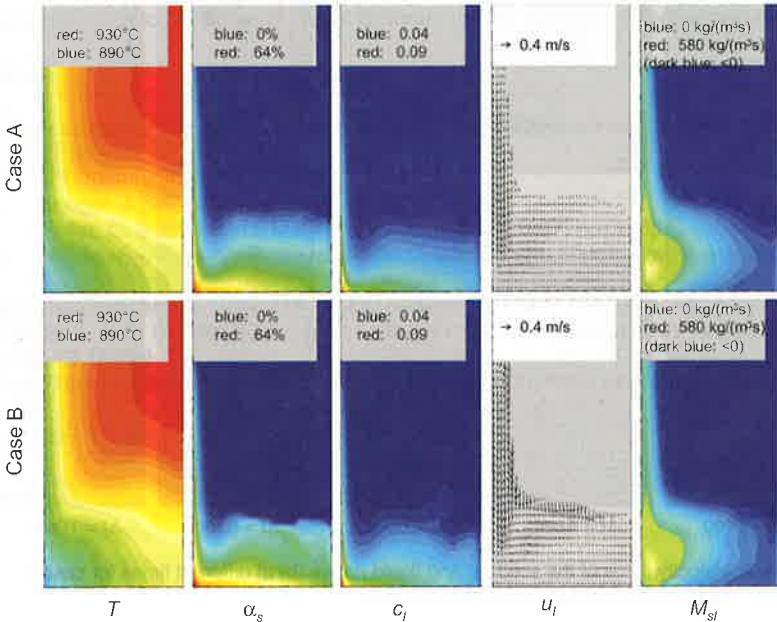 red: 930°C
blue: 890°C
blue: 0%
red: 64%
blue: 0.04
red: 0.09
→ 0.4 m/s
blue: 0 kg/(m³s)
red: 580 kg/(m³s)
(dark blue: <0)
Case A
red: 930°C
blue: 890°C
blue: 0%
red: 64%
blue: 0.04
red: 0.09
→ 0.4 m/s
blue: 0 kg/(m³s)
red: 580 kg/(m³s)
(dark blue: <0)
Case B
T
αs
cl
ul
Msl